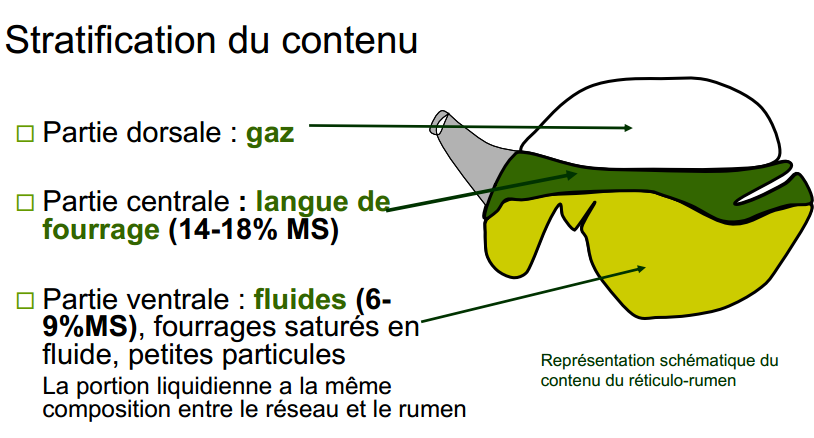 Stratification du contenu
Partie dorsale : gaz
Partie centrale : langue de
fourrage (14-18% MS)
Partie ventrale : fluides (6-
9%MS), fourrages saturés en
fluide, petites particules
La portion liquidienne a la même
composition entre le réseau et le rumen
Représentation schématique du
contenu du réticulo-rumen